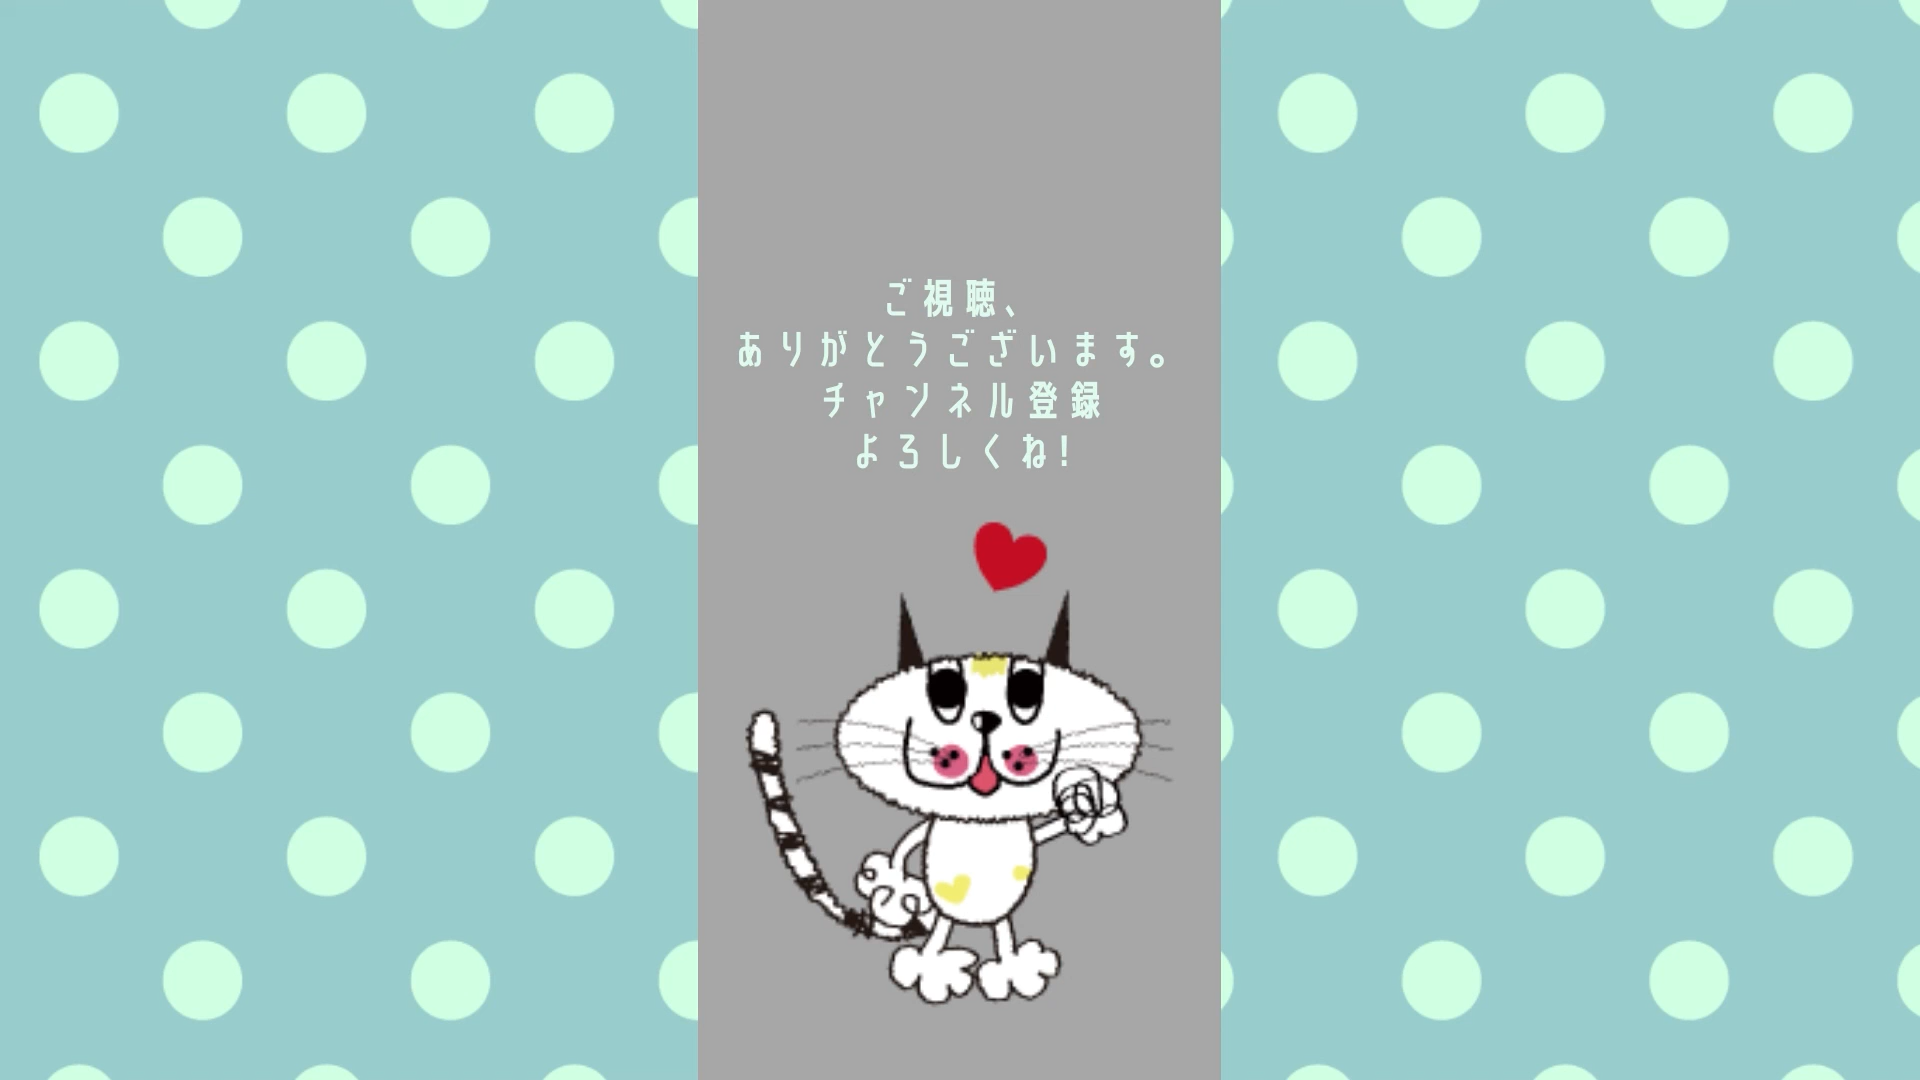 ご視聴、
ありがとうございます。
チャンネル登録
よろしくね!